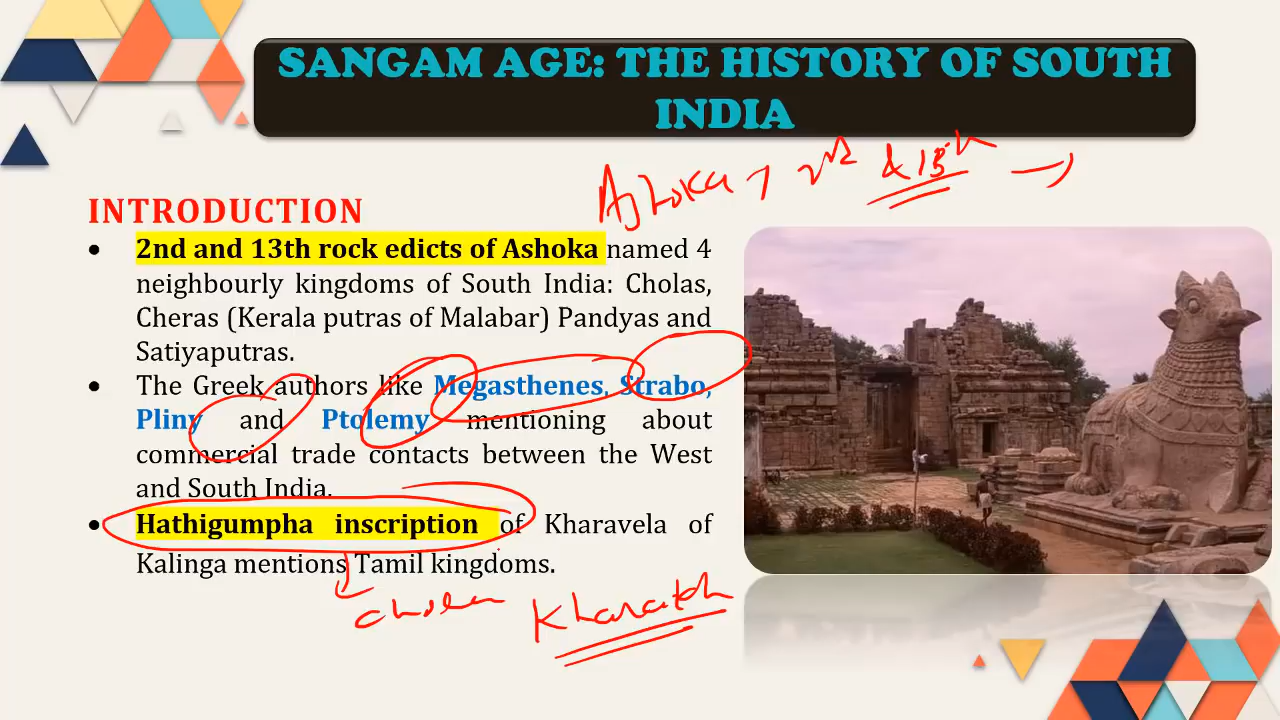 SANGAM AGE: THE HISTORY OF SOUTH
INDIA
Ashoka 2nd & 13th
INTRODUCTION
• 2nd and 13th rock edicts of Ashoka named 4
neighbourly kingdoms of South India: Cholas,
Cheras (Kerala putras of Malabar) Pandyas and
Satiyaputras.
• The Greek authors like Megasthenes, Strabo,
Pliny and Ptolemy mentioning about
commercial trade contacts between the West
and South India.
• Hathigumpha inscription of Kharavela of
Kalinga mentions Tamil kingdoms.